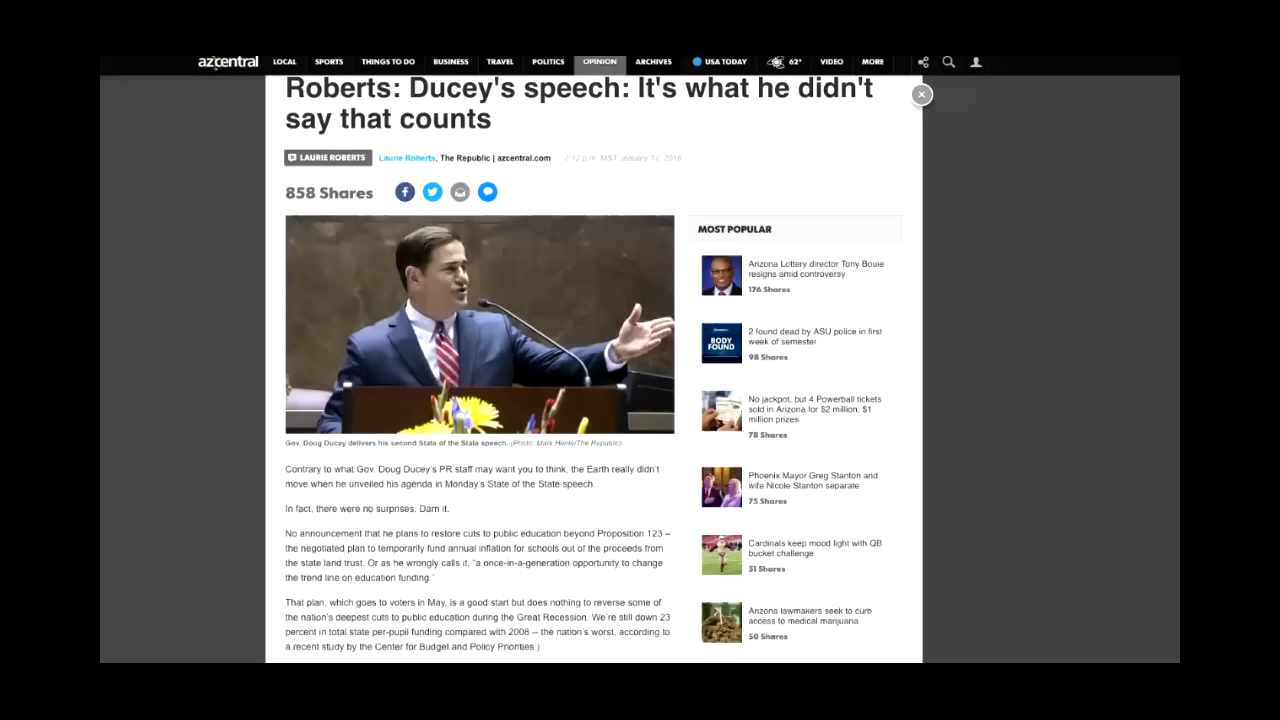 azcentral LOCAL SPORTS THINGS TO DO BUSINESS TRAVEL POLITICS OPINION ARCHIVES USA TODAY 62° VIDEO MORE
Roberts: Ducey's speech: It's what he didn't
say that counts
LAURIE ROBERTS Laurie Roberts, The Republic | azcentral.com 2:12 p.m. MST January 12, 2016
858 Shares
Gov. Doug Ducey delivers his second State of the State speech. (Photo: Mark Henle/The Republic)
Contrary to what Gov. Doug Ducey's PR staff may want you to think, the Earth really didn't
move when he unveiled his agenda in Monday's State of the State speech.
In fact, there were no surprises. Darn it.
No announcement that he plans to restore cuts to public education beyond Proposition 123 –
the negotiated plan to temporarily fund annual inflation for schools out of the proceeds from
the state land trust. Or as he wrongly calls it, "a once-in-a-generation opportunity to change
the trend line on education funding."
That plan, which goes to voters in May, is a good start but does nothing to reverse some of
the nation's deepest cuts to public education during the Great Recession. We're still down 23
percent in total state per-pupil funding compared with 2008 -- the nation's worst, according to
a recent study by the Center for Budget and Policy Priorities.)
MOST POPULAR
Arizona Lottery director Tony Bouie
resigns amid controversy
176 Shares
BODY
FOUND
2 found dead by ASU police in first
week of semester
98 Shares
No jackpot, but 4 Powerball tickets
sold in Arizona for $2 million, $1
million prizes
78 Shares
Phoenix Mayor Greg Stanton and
wife Nicole Stanton separate
75 Shares
Cardinals keep mood light with QB
bucket challenge
51 Shares
Arizona lawmakers seek to curb
access to medical marijuana
50 Shares